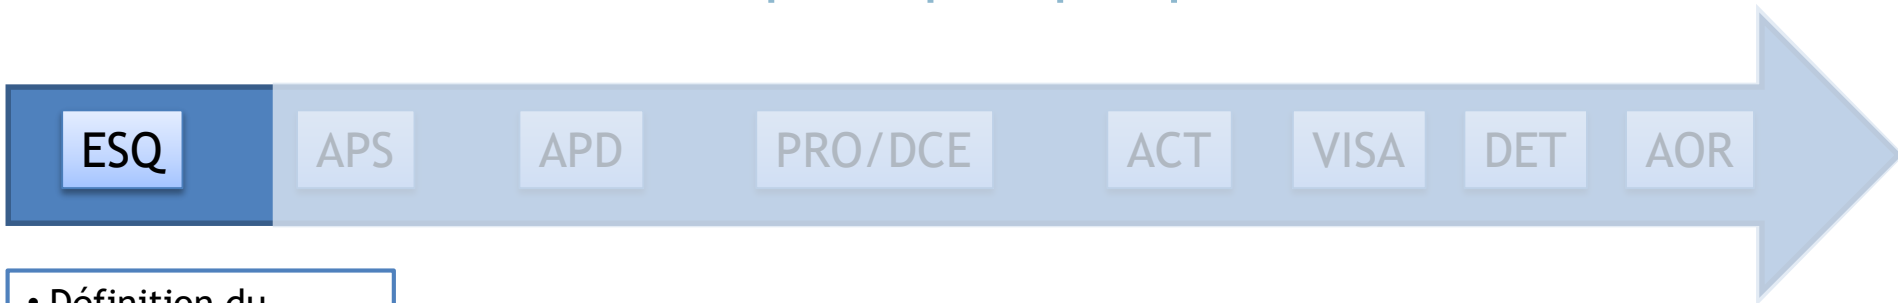 ESQ APS APD PRO/DCE ACT VISA DET AOR
• Définition du